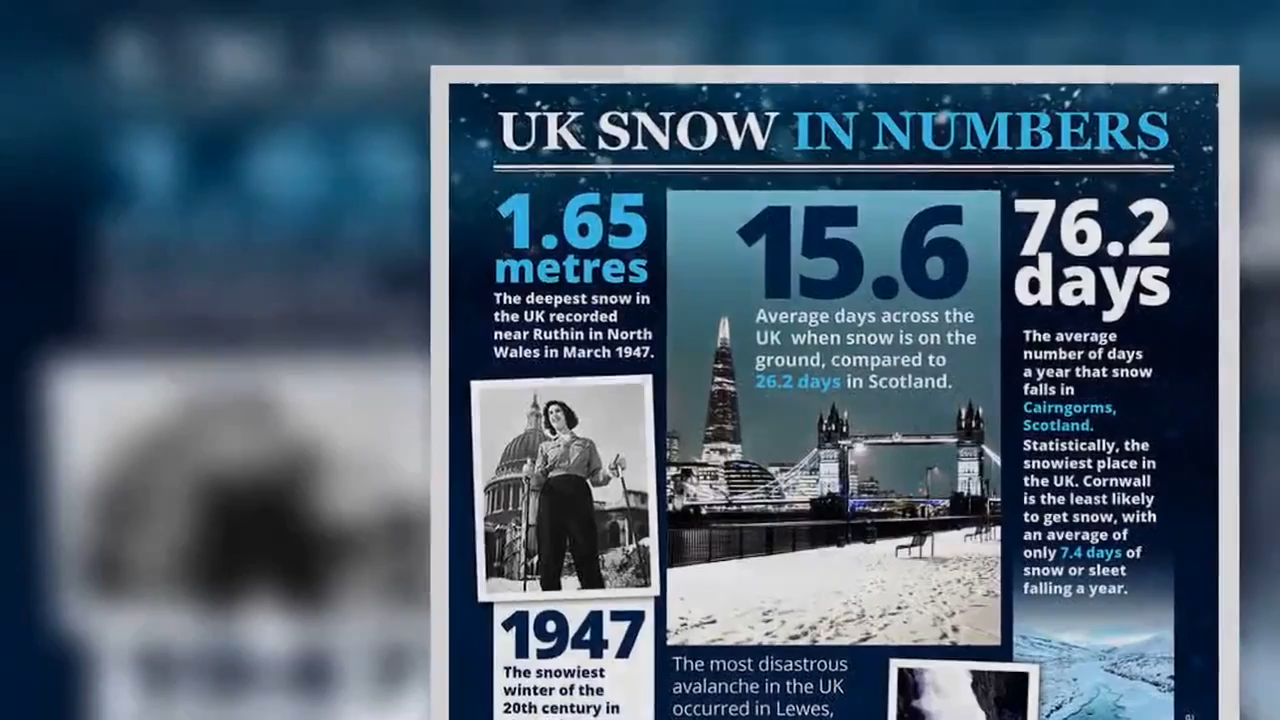 UK SNOW IN NUMBERS
1.65
metres
The deepest snow in
the UK recorded
near Ruthin in North
Wales in March 1947.
1947
The snowiest
winter of the
20th century in
15.6
Average days across the
UK when snow is on the
ground, compared to
26.2 days in Scotland.
The most disastrous
avalanche in the UK
occurred in Lewes,
76.2
days
The average
number of days
a year that snow
falls in
Cairngorms,
Scotland.
Statistically, the
snowiest place in
the UK. Cornwall
is the least likely
to get snow, with
an average of
only 7.4 days of
snow or sleet
falling a year.